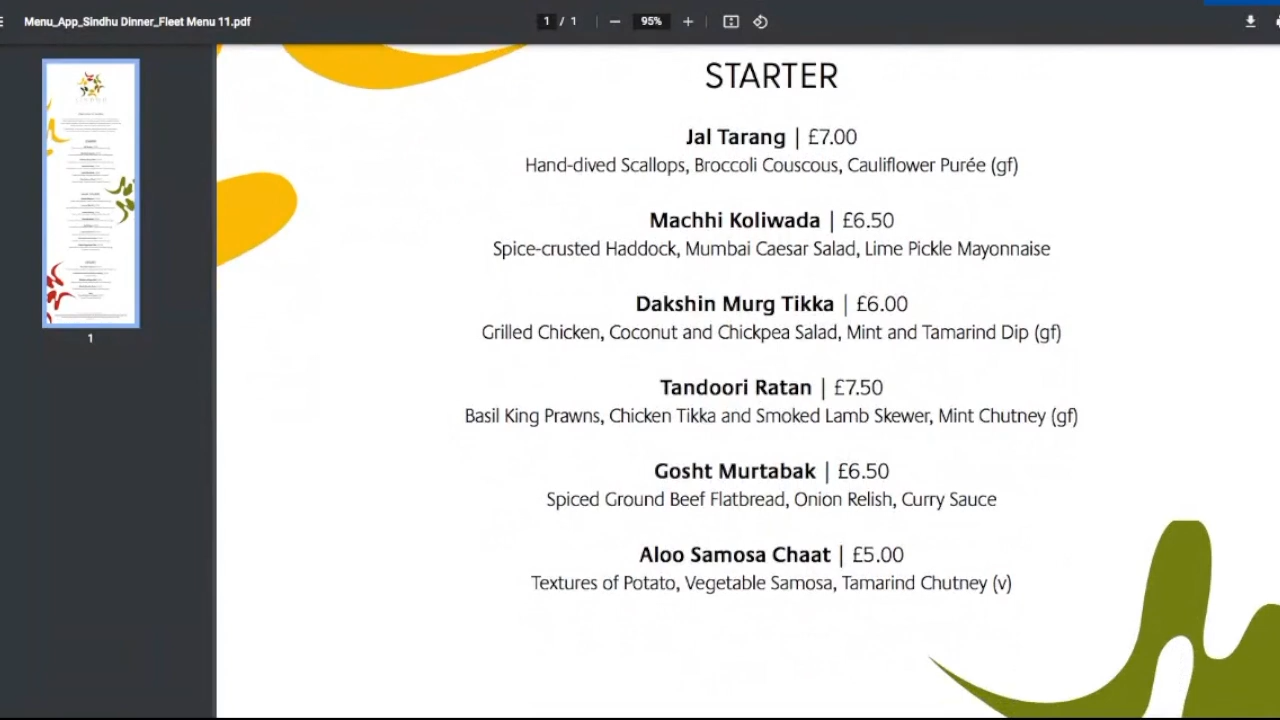 Menu_App_Sindhu Dinner_Fleet Menu 11.pdf
1 / 1
95%
STARTER
Jal Tarang | £7.00
Hand-dived Scallops, Broccoli Couscous, Cauliflower Purée (gf)
Machhi Koliwada | £6.50
Spice-crusted Haddock, Mumbai Caesar Salad, Lime Pickle Mayonnaise
Dakshin Murg Tikka | £6.00
Grilled Chicken, Coconut and Chickpea Salad, Mint and Tamarind Dip (gf)
Tandoori Ratan | £7.50
Basil King Prawns, Chicken Tikka and Smoked Lamb Skewer, Mint Chutney (gf)
Gosht Murtabak | £6.50
Spiced Ground Beef Flatbread, Onion Relish, Curry Sauce
Aloo Samosa Chaat | £5.00
Textures of Potato, Vegetable Samosa, Tamarind Chutney (v)
1